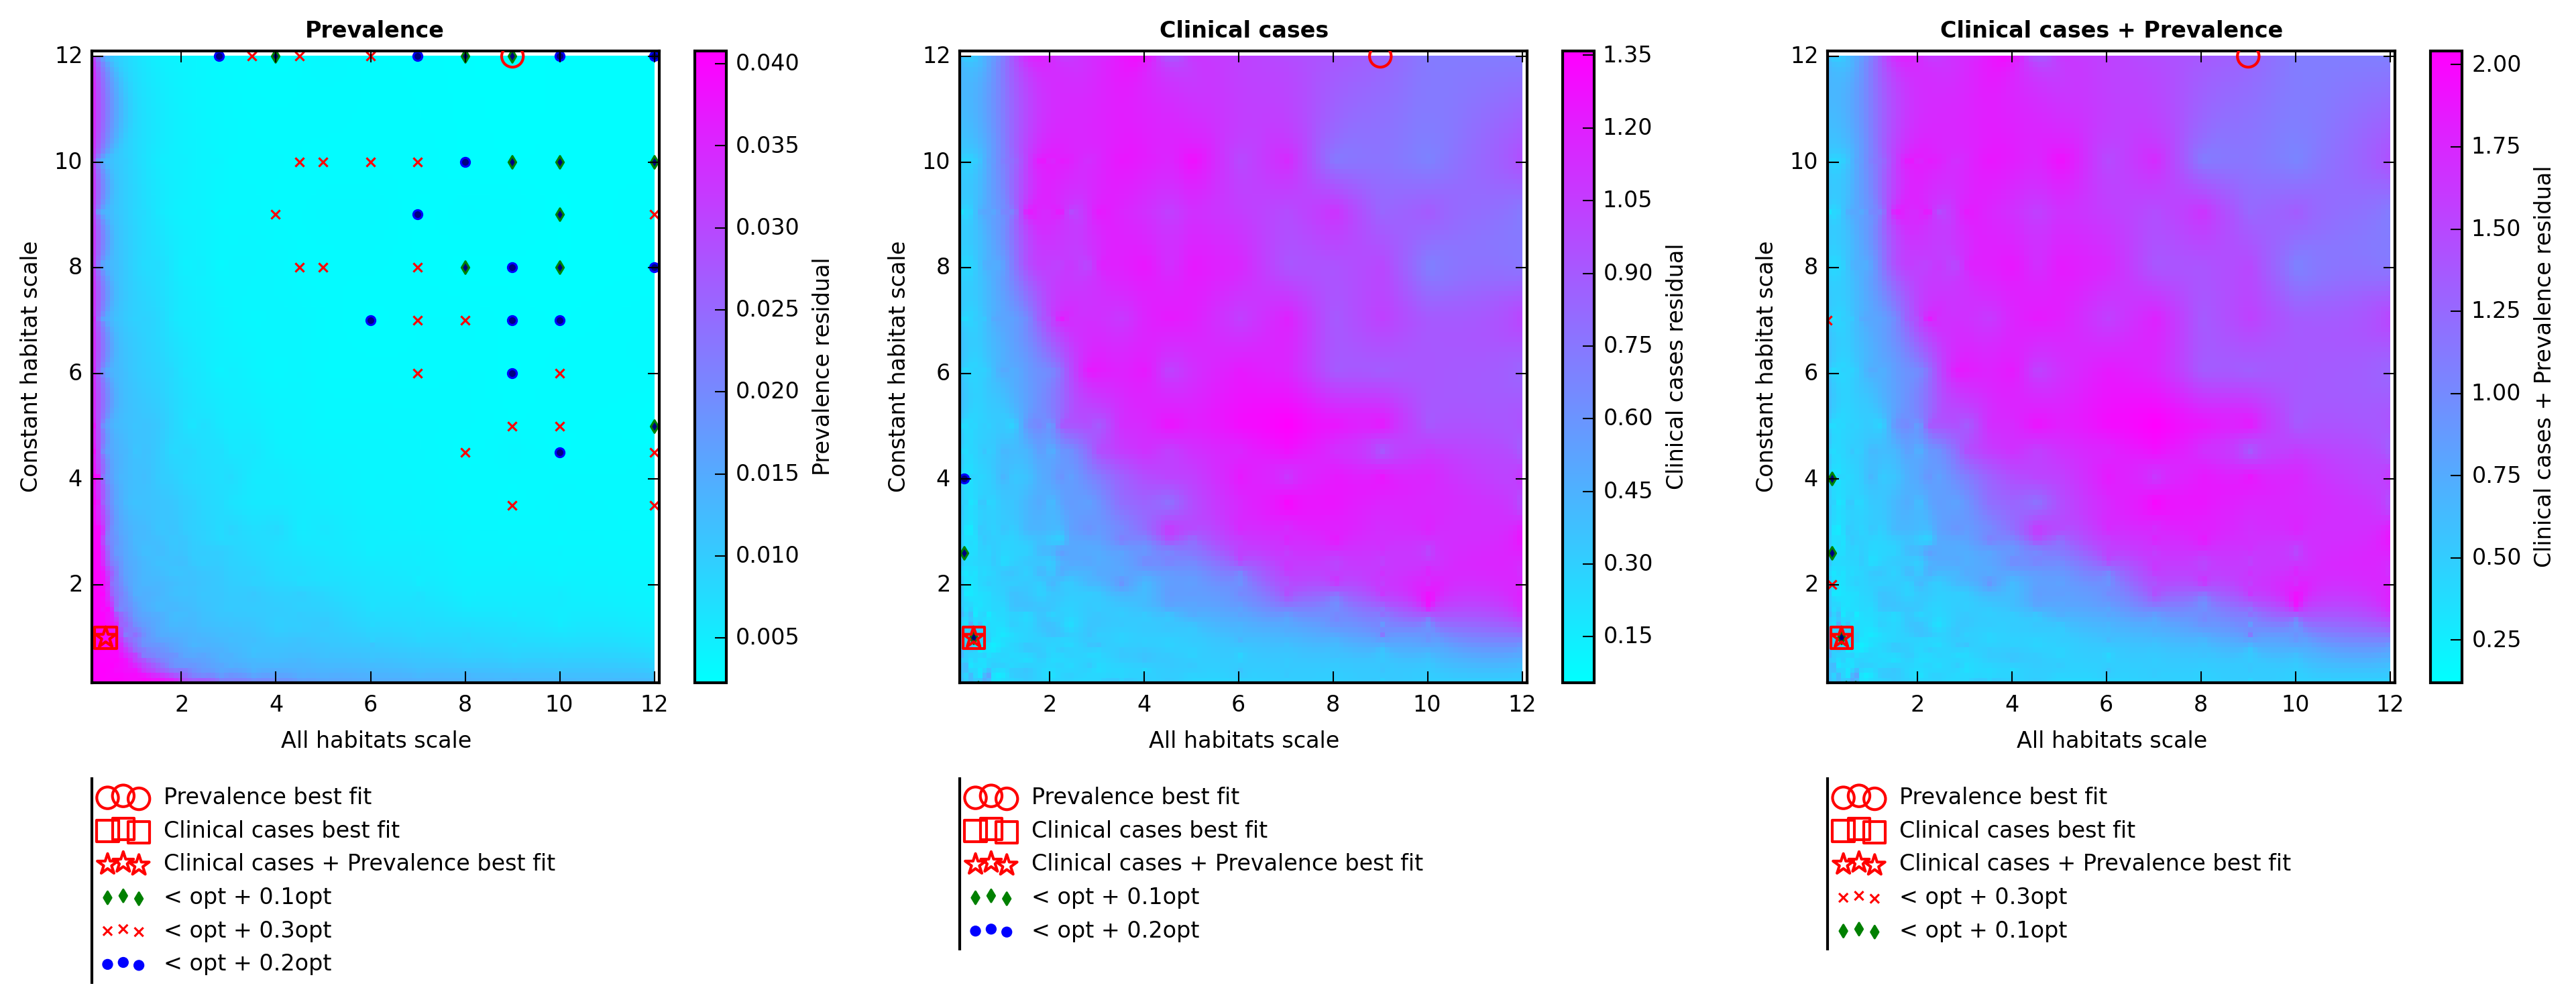 Prevalence
Clinical cases
Clinical cases + Prevalence
12
10
8
6
4
2
2
4
6
8
10
12
Constant habitat scale
All habitats scale
0.040
0.035
0.030
0.025
0.020
0.015
0.010
0.005
Prevalence residual
12
10
8
6
4
2
2
4
6
8
10
12
Constant habitat scale
All habitats scale
1.35
1.20
1.05
0.90
0.75
0.60
0.45
0.30
0.15
Clinical cases residual
12
10
8
6
4
2
2
4
6
8
10
12
Constant habitat scale
All habitats scale
2.00
1.75
1.50
1.25
1.00
0.75
0.50
0.25
Clinical cases + Prevalence residual
Prevalence best fit
Clinical cases best fit
Clinical cases + Prevalence best fit
< opt + 0.1opt
< opt + 0.3opt
< opt + 0.2opt
Prevalence best fit
Clinical cases best fit
Clinical cases + Prevalence best fit
< opt + 0.1opt
< opt + 0.2opt
Prevalence best fit
Clinical cases best fit
Clinical cases + Prevalence best fit
< opt + 0.3opt
< opt + 0.1opt